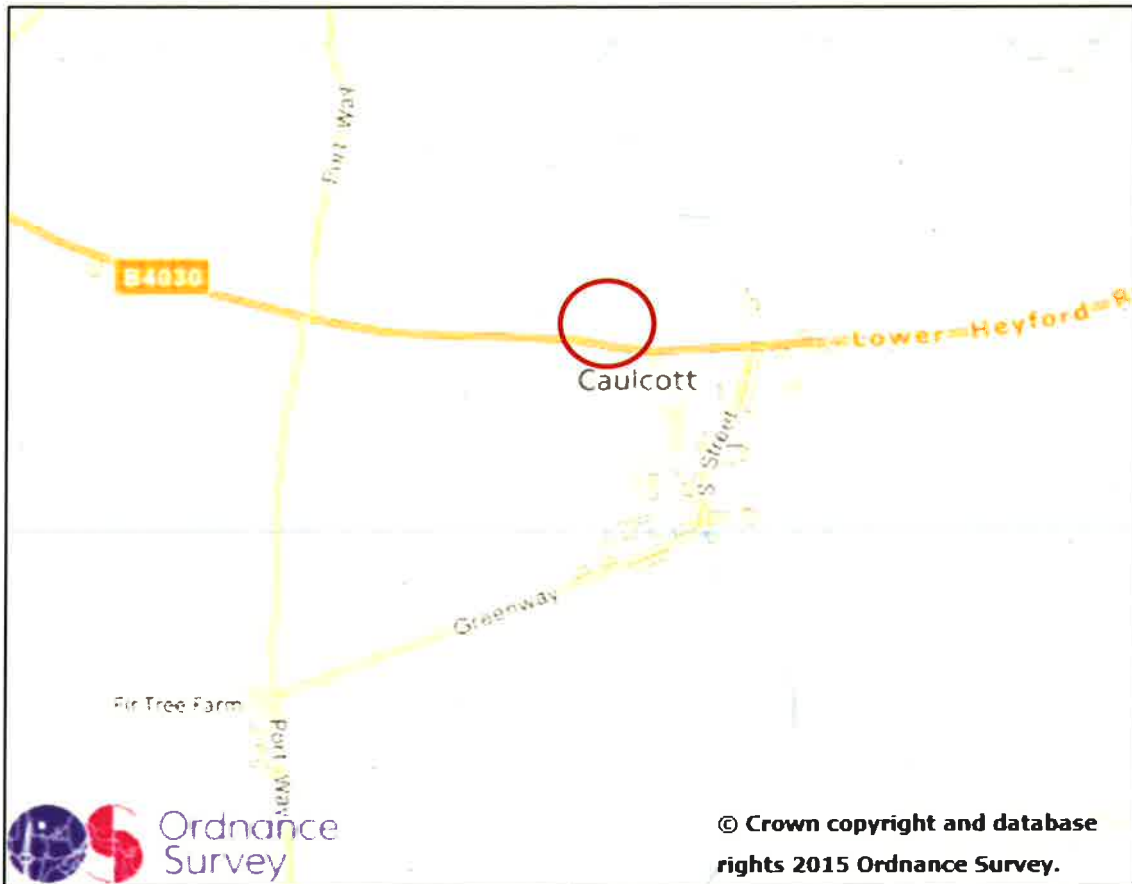 Port Way
B4030
Lower Heyford R
Caulcott
S Street
Greenway
Fir Tree Farm
Port Way
Ordnance
Survey
© Crown copyright and database
rights 2015 Ordnance Survey.